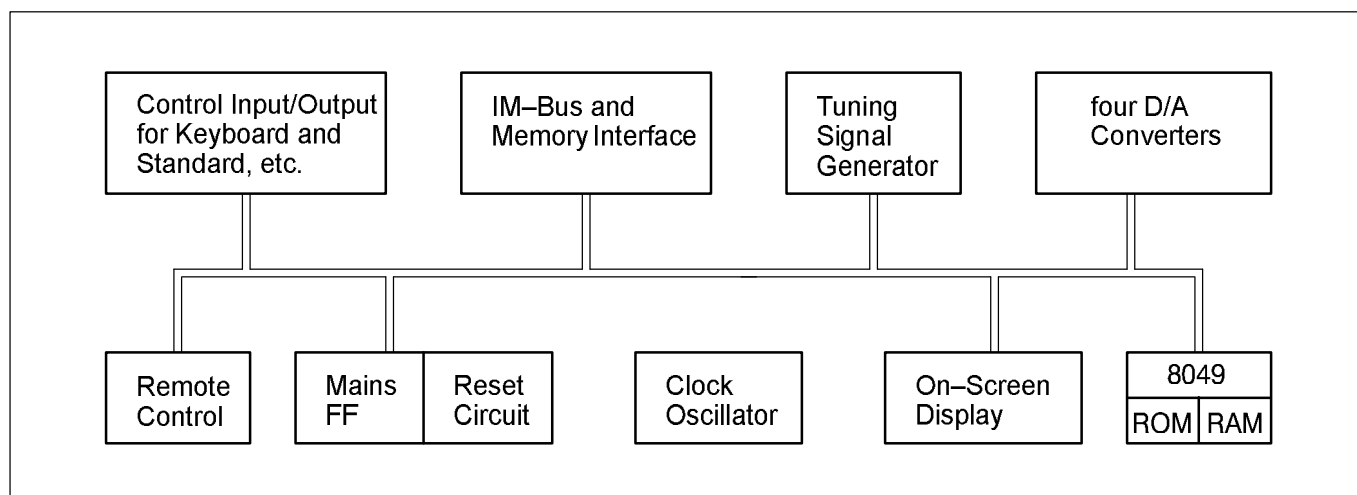 Control Input/Output
for Keyboard and
Standard, etc.
IM–Bus and
Memory Interface
Tuning
Signal
Generator
four D/A
Converters
Remote
Control
Mains
FF
Reset
Circuit
Clock
Oscillator
On–Screen
Display
8049
ROM
RAM